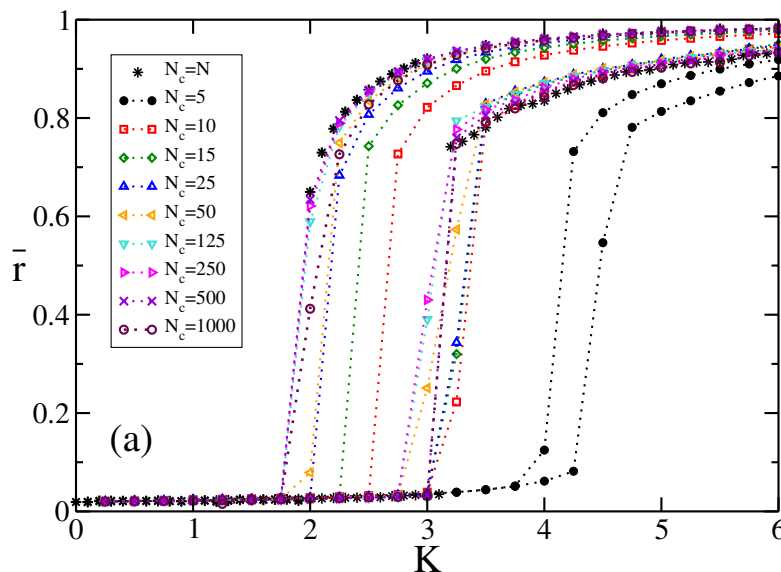 1
0.8
0.6
0.4
0.2
0
r̄
N_c=N
N_c=5
N_c=10
N_c=15
N_c=25
N_c=50
N_c=125
N_c=250
N_c=500
N_c=1000
(a)
0 1 2 3 4 5 6
K